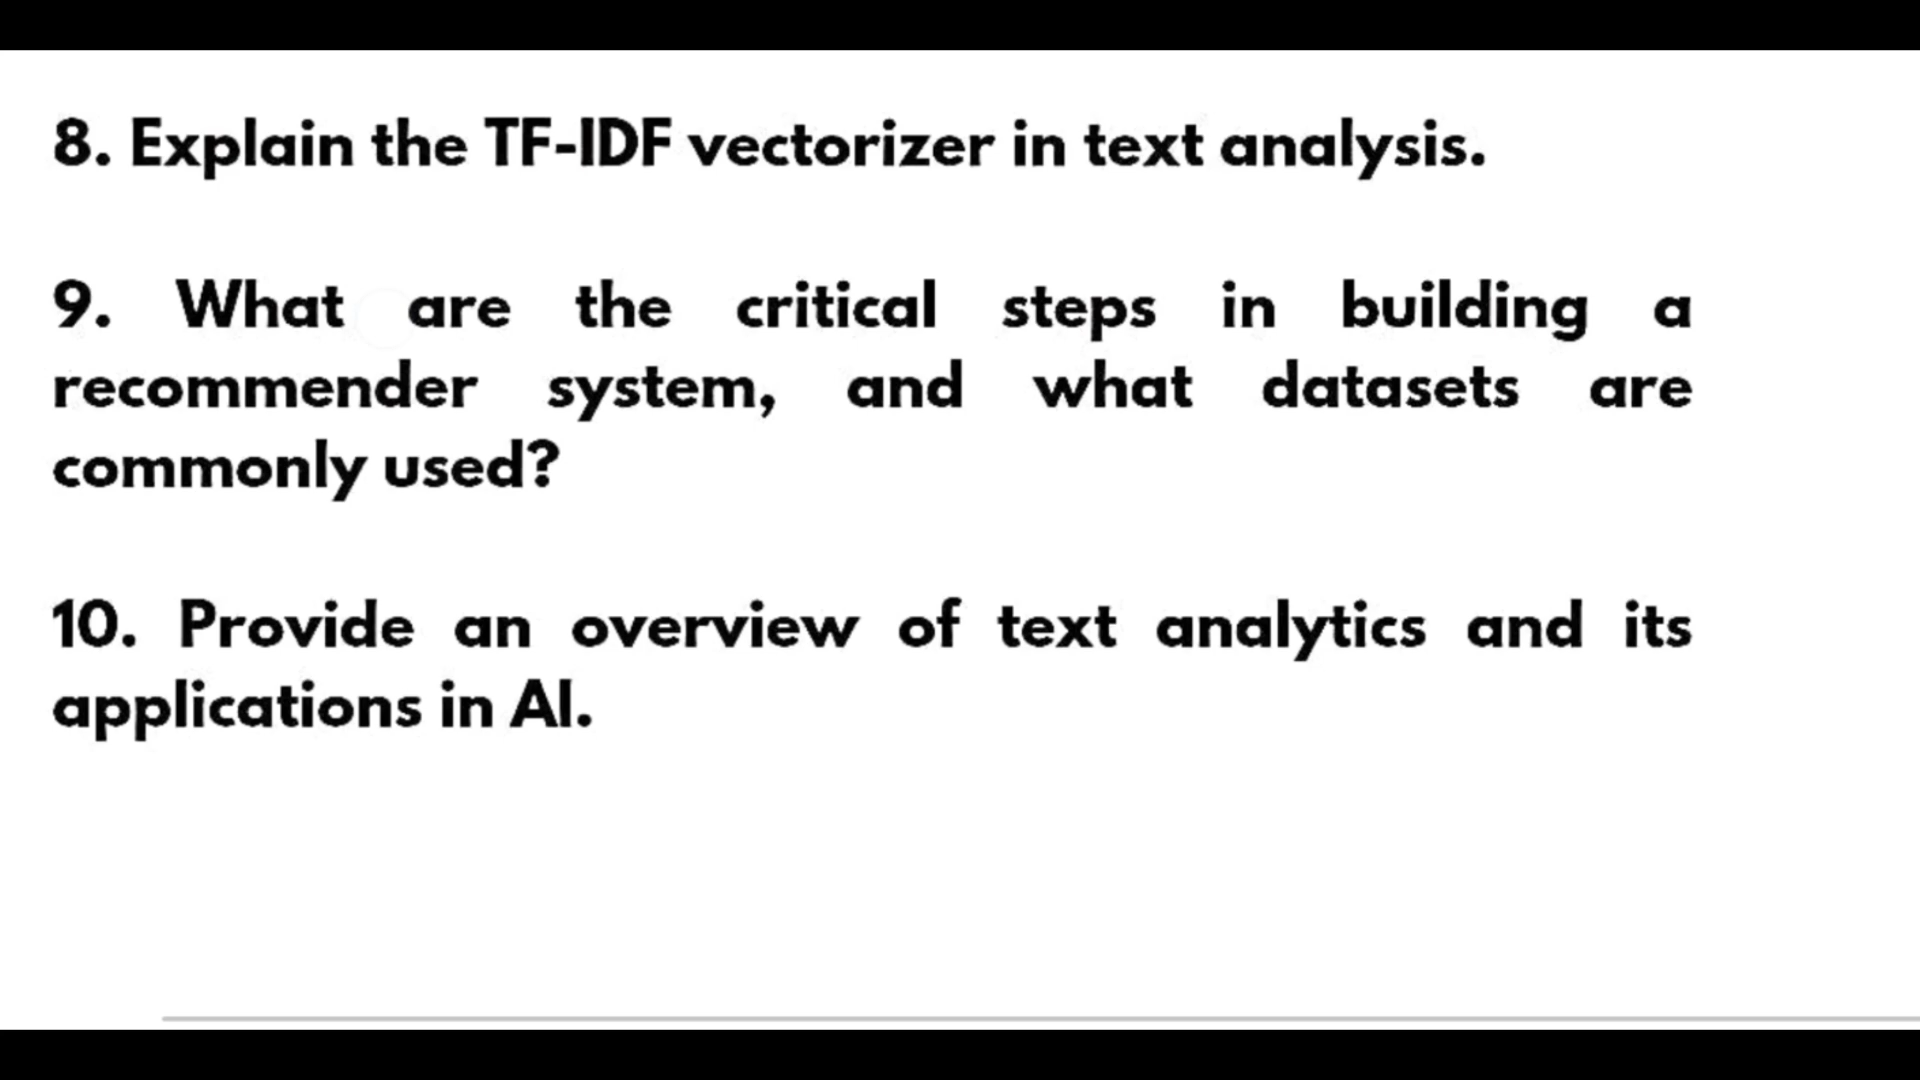 8. Explain the TF-IDF vectorizer in text analysis.
9. What are the critical steps in building a
recommender system, and what datasets are
commonly used?
10. Provide an overview of text analytics and its
applications in AI.